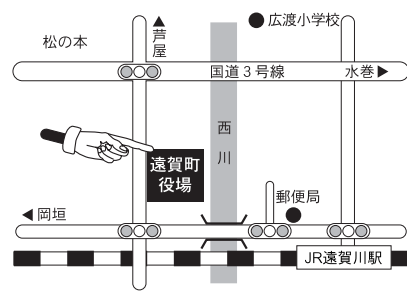 ▲芦屋
広渡小学校
松の本
国道3号線
水巻▶
西川
遠賀町
役場
郵便局
◀岡垣
JR遠賀川駅